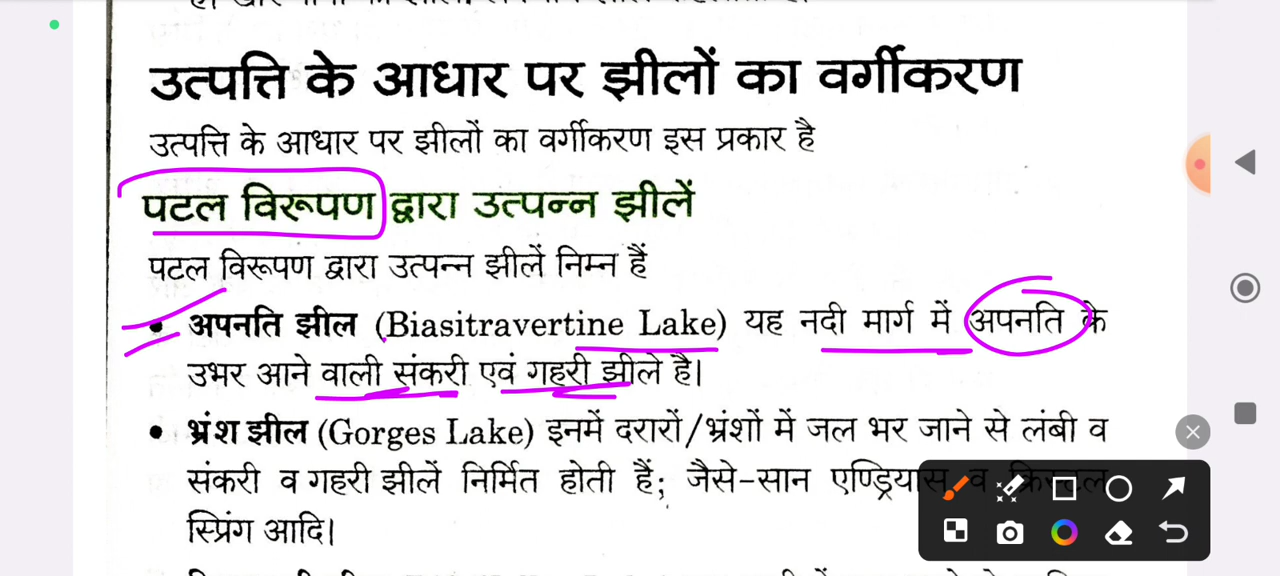 उत्पत्ति के आधार पर झीलों का वर्गीकरण
उत्पत्ति के आधार पर झीलों का वर्गीकरण इस प्रकार है
पटल विरूपण द्वारा उत्पन्न झीलें
पटल विरूपण द्वारा उत्पन्न झीलें निम्न हैं
• अपनति झील (Biasitravertine Lake) यह नदी मार्ग में अपनति के
उभर आने वाली संकरी एवं गहरी झीले है।
• भ्रंश झील (Gorges Lake) इनमें दरारों/भ्रंशों में जल भर जाने से लंबी व
संकरी व गहरी झीलें निर्मित होती हैं; जैसे-सान एण्ड्रियास व क्रिस्टल
स्प्रिंग आदि।